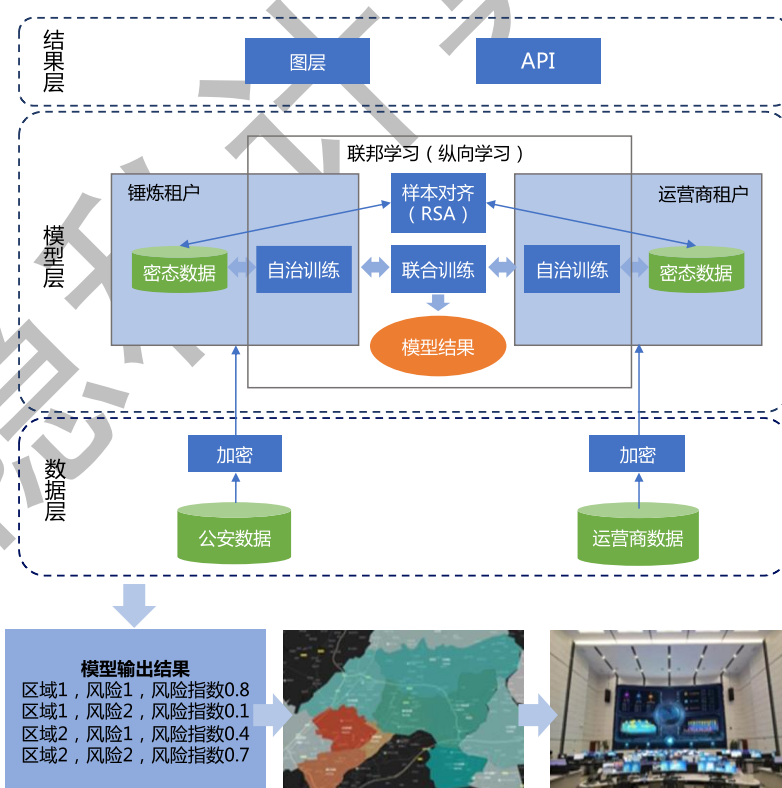 结果层
图层
API
模型层
联邦学习（纵向学习）
锤炼租户
样本对齐
（RSA）
运营商租户
密态数据
自治训练
联合训练
自治训练
密态数据
模型结果
数据层
加密
加密
公安数据
运营商数据
模型输出结果
区域1，风险1，风险指数0.8
区域1，风险2，风险指数0.1
区域2，风险1，风险指数0.4
区域2，风险2，风险指数0.7